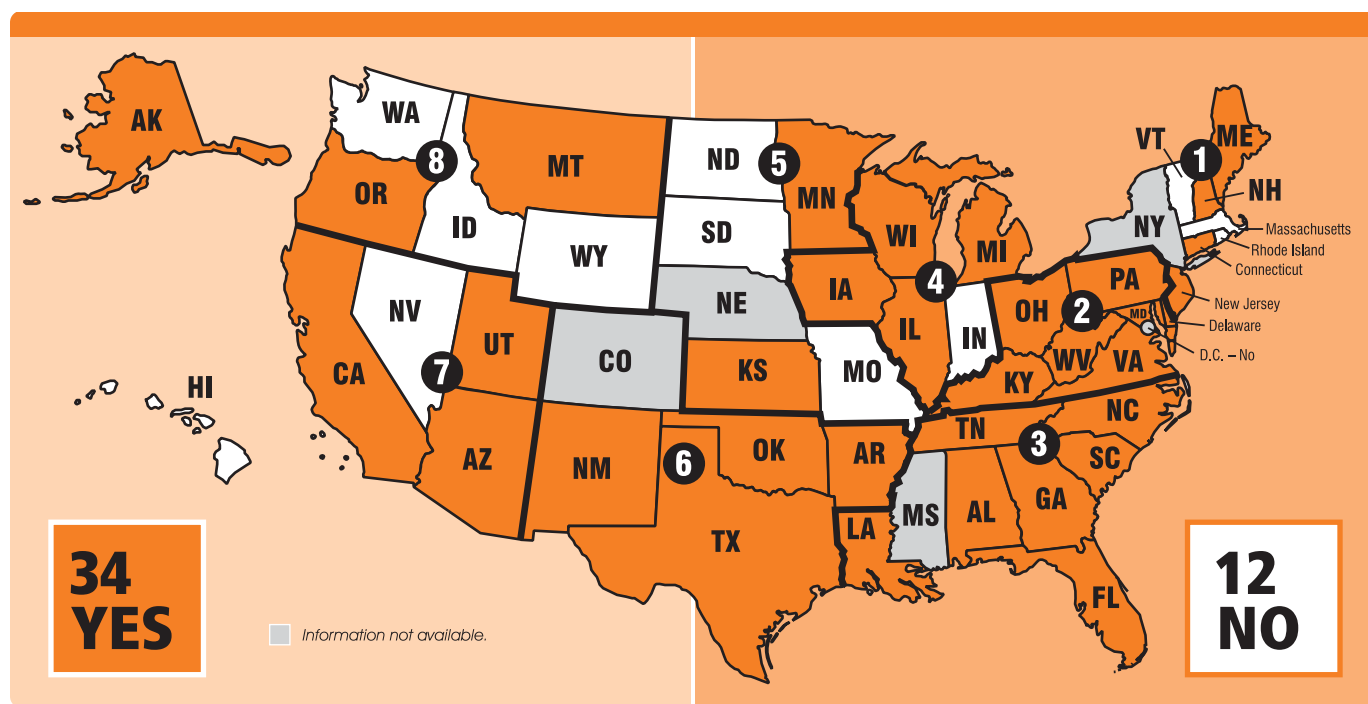 AK
WA
8
MT
ND
5
MN
VT
1
ME
OR
ID
WY
SD
WI
MI
NY
NH
Massachusetts
Rhode Island
Connecticut
NV
UT
CO
NE
IA
4
IL
IN
OH
PA
2
MD
New Jersey
Delaware
D.C. – No
HI
CA
7
KS
MO
KY
WV
VA
AZ
NM
6
OK
AR
TN
3
NC
SC
TX
LA
MS
AL
GA
FL
34
YES
Information not available.
12
NO